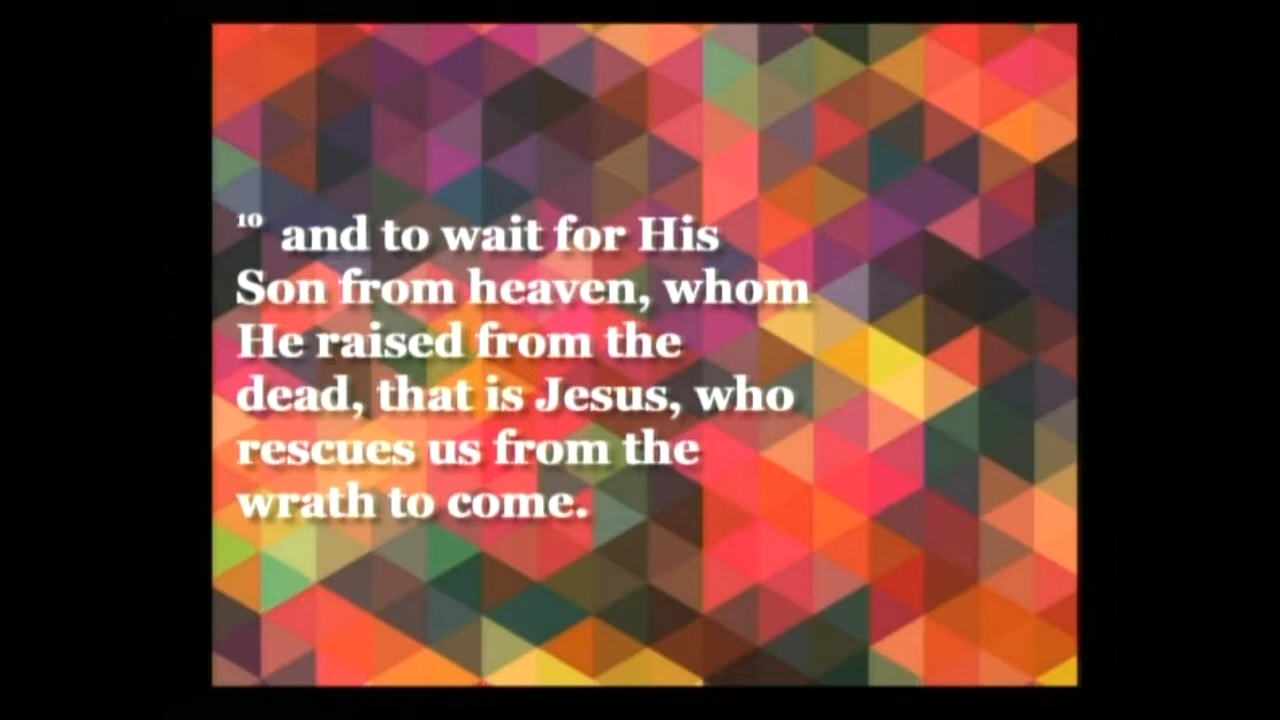 10 and to wait for His
Son from heaven, whom
He raised from the
dead, that is Jesus, who
rescues us from the
wrath to come.